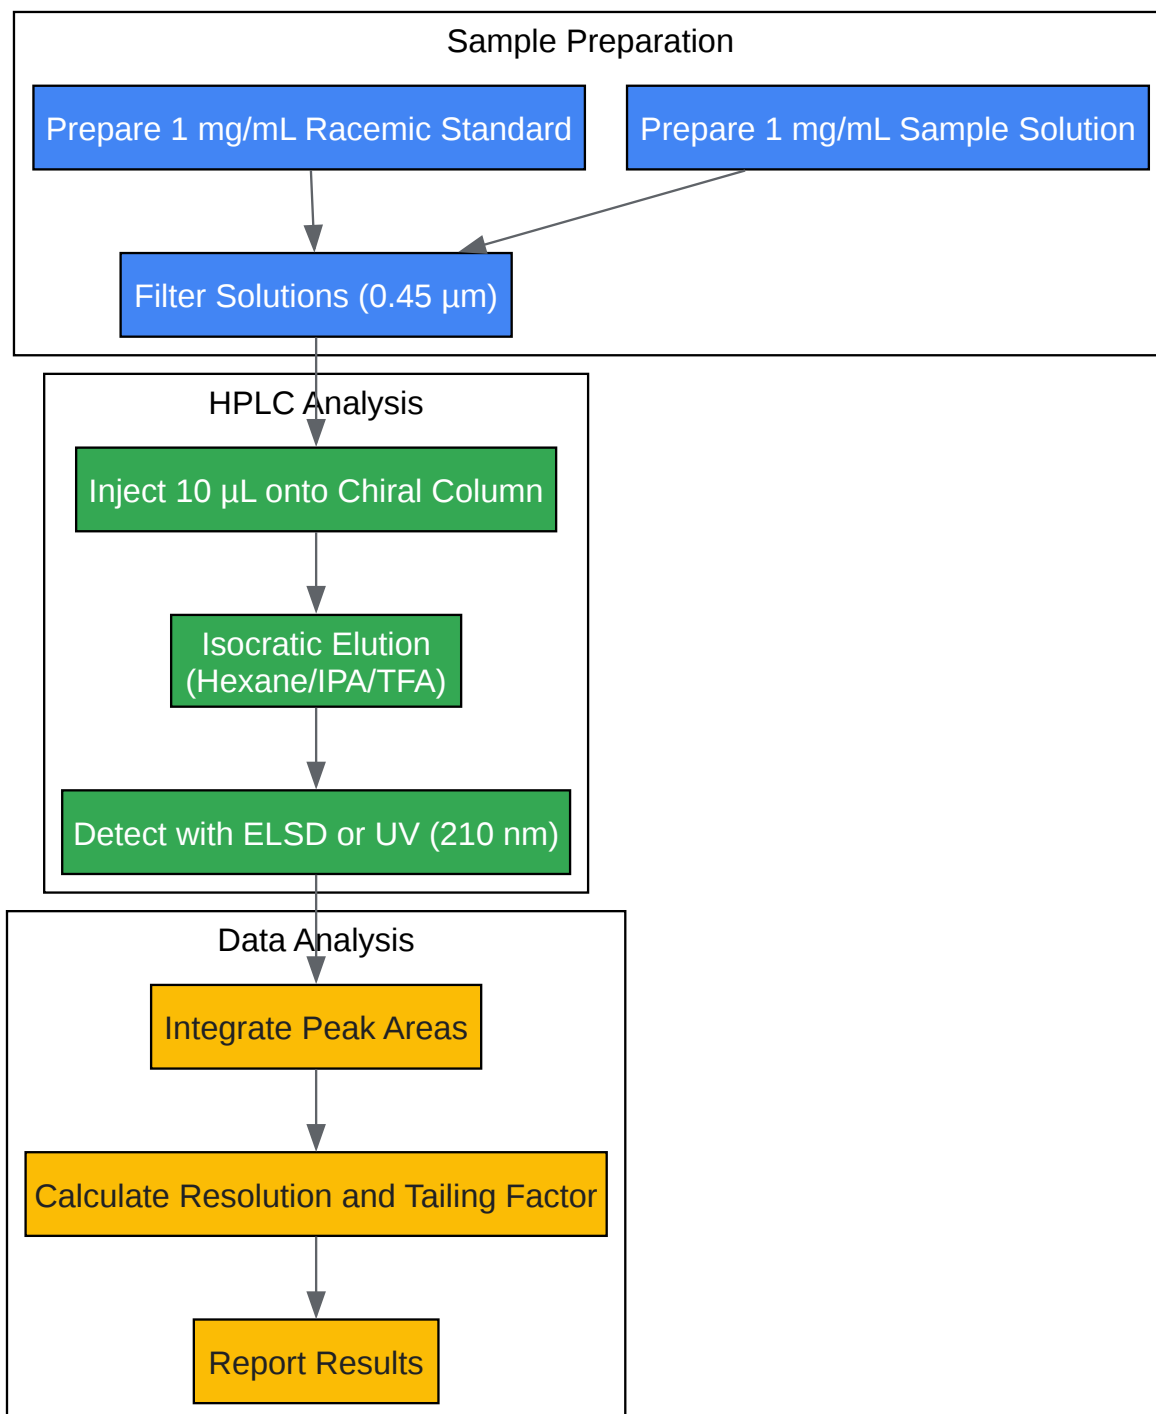 Sample Preparation
Prepare 1 mg/mL Racemic Standard
Prepare 1 mg/mL Sample Solution
Filter Solutions (0.45 µm)
HPLC Analysis
Inject 10 µL onto Chiral Column
Isocratic Elution
(Hexane/IPA/TFA)
Detect with ELSD or UV (210 nm)
Data Analysis
Integrate Peak Areas
Calculate Resolution and Tailing Factor
Report Results